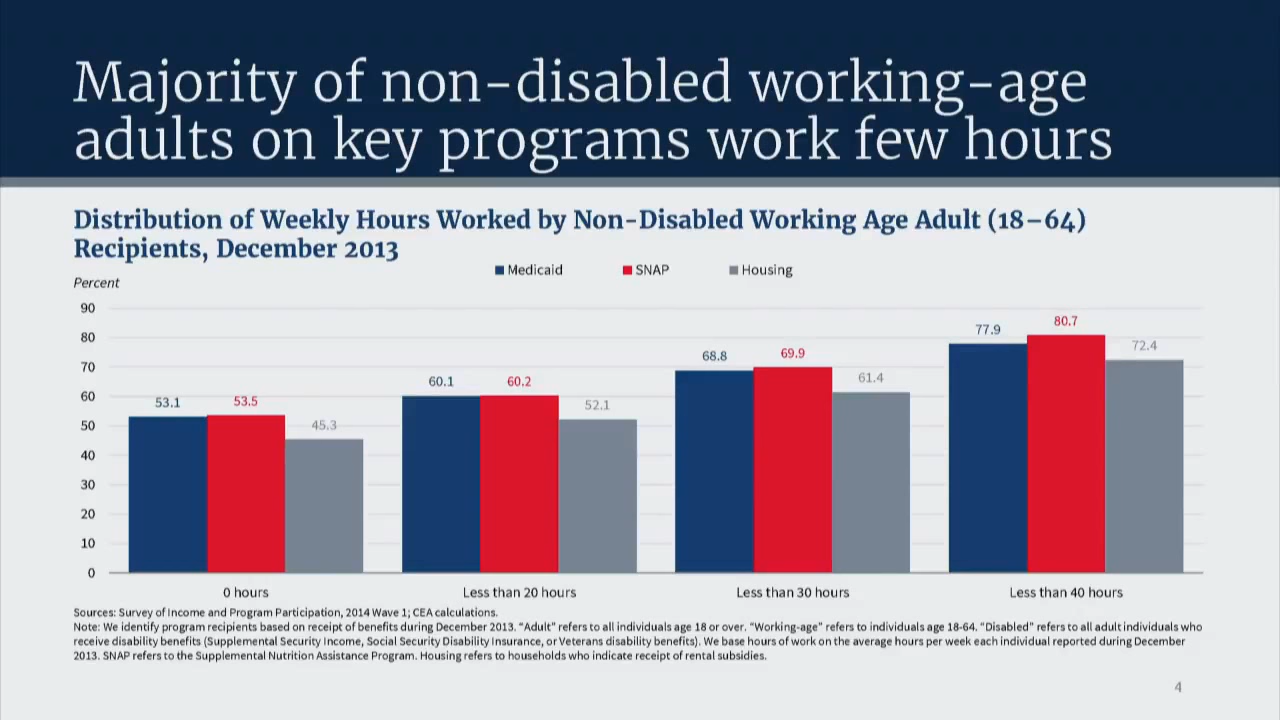 Majority of non-disabled working-age
adults on key programs work few hours
Distribution of Weekly Hours Worked by Non-Disabled Working Age Adult (18–64)
Recipients, December 2013
Medicaid SNAP Housing
Percent
90
80
70
60
50
40
30
20
10
0
53.1 53.5 45.3
60.1 60.2 52.1
68.8 69.9 61.4
77.9 80.7 72.4
0 hours Less than 20 hours Less than 30 hours Less than 40 hours
Sources: Survey of Income and Program Participation, 2014 Wave 1; CEA calculations.
Note: We identify program recipients based on receipt of benefits during December 2013. “Adult” refers to all individuals age 18 or over. “Working-age” refers to individuals age 18-64. “Disabled” refers to all adult individuals who
receive disability benefits (Supplemental Security Income, Social Security Disability Insurance, or Veterans disability benefits). We base hours of work on the average hours per week each individual reported during December
2013. SNAP refers to the Supplemental Nutrition Assistance Program. Housing refers to households who indicate receipt of rental subsidies.
4